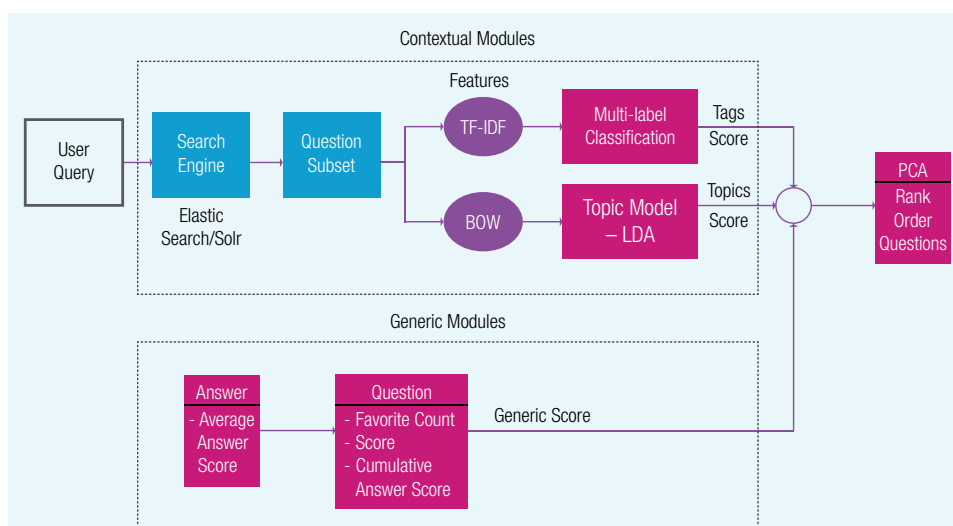 Contextual Modules
Features
User
Query
Search
Engine
Elastic
Search/Solr
Question
Subset
TF-IDF
BOW
Multi-label
Classification
Topic Model
– LDA
Tags
Score
Topics
Score
PCA
Rank
Order
Questions
Generic Modules
Answer
- Average
Answer
Score
Question
- Favorite Count
- Score
- Cumulative
Answer Score
Generic Score